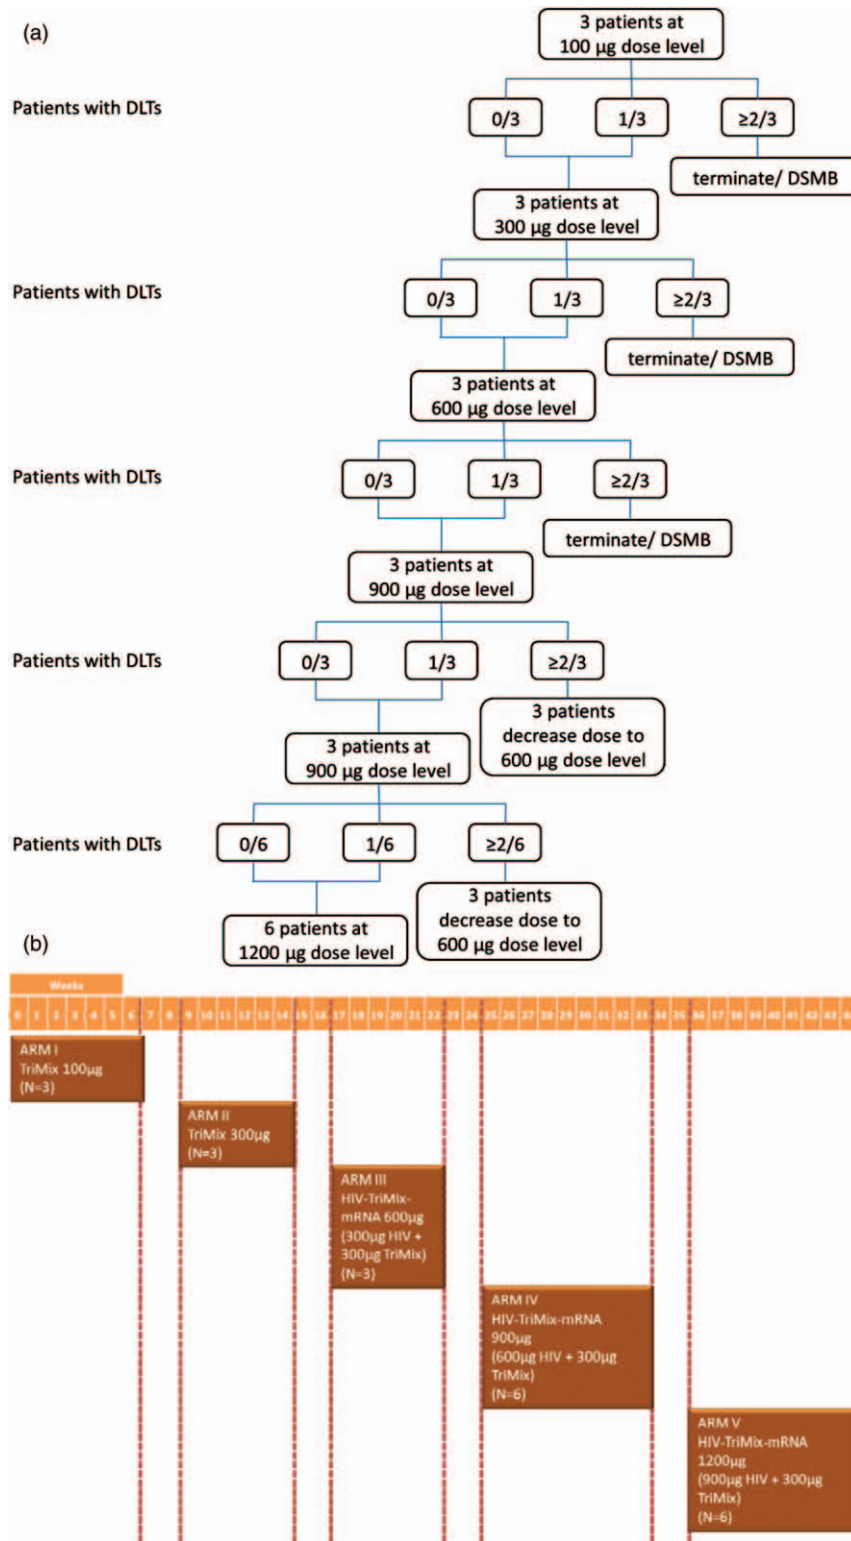 (a)
3 patients at
100 µg dose level
Patients with DLTs
0/3
1/3
≥2/3
terminate/ DSMB
3 patients at
300 µg dose level
Patients with DLTs
0/3
1/3
≥2/3
terminate/ DSMB
3 patients at
600 µg dose level
Patients with DLTs
0/3
1/3
≥2/3
terminate/ DSMB
3 patients at
900 µg dose level
Patients with DLTs
0/3
1/3
≥2/3
3 patients
decrease dose to
600 µg dose level
3 patients at
900 µg dose level
Patients with DLTs
0/6
1/6
≥2/6
3 patients
decrease dose to
600 µg dose level
6 patients at
1200 µg dose level
(b)
Weeks
0 1 2 3 4 5 6 7 8 9 10 11 12 13 14 15 16 17 18 19 20 21 22 23 24 25 26 27 28 29 30 31 32 33 34 35 36 37 38 39 40 41 42 43
ARM I
TriMix 100µg
(N=3)
ARM II
TriMix 300µg
(N=3)
ARM III
HIV-TriMix-
mRNA 600µg
(300µg HIV +
300µg TriMix)
(N=3)
ARM IV
HIV-TriMix-mRNA
900µg
(600µg HIV + 300µg
TriMix)
(N=6)
ARM V
HIV-TriMix-mRNA
1200µg
(900µg HIV + 300µg
TriMix)
(N=6)